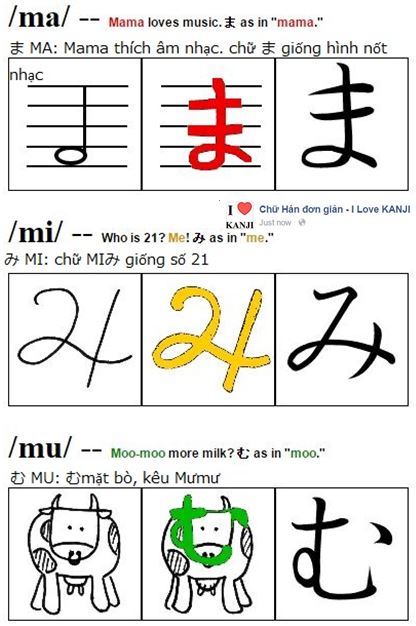 /ma/ -- Mama loves music. ま as in "mama."
ま MA: Mama thích âm nhạc. chữ ま giống hình nốt
nhạc
ま ま
I ❤ KANJI
Chữ Hán đơn giản - I Love KANJI
Just now ·
/mi/ -- Who is 21? Me! み as in "me."
み MI: chữ MIみ giống số 21
21 み み
/mu/ -- Moo-moo more milk? む as in "moo."
む MU: むmặt bò, kêu Mưmư
む む